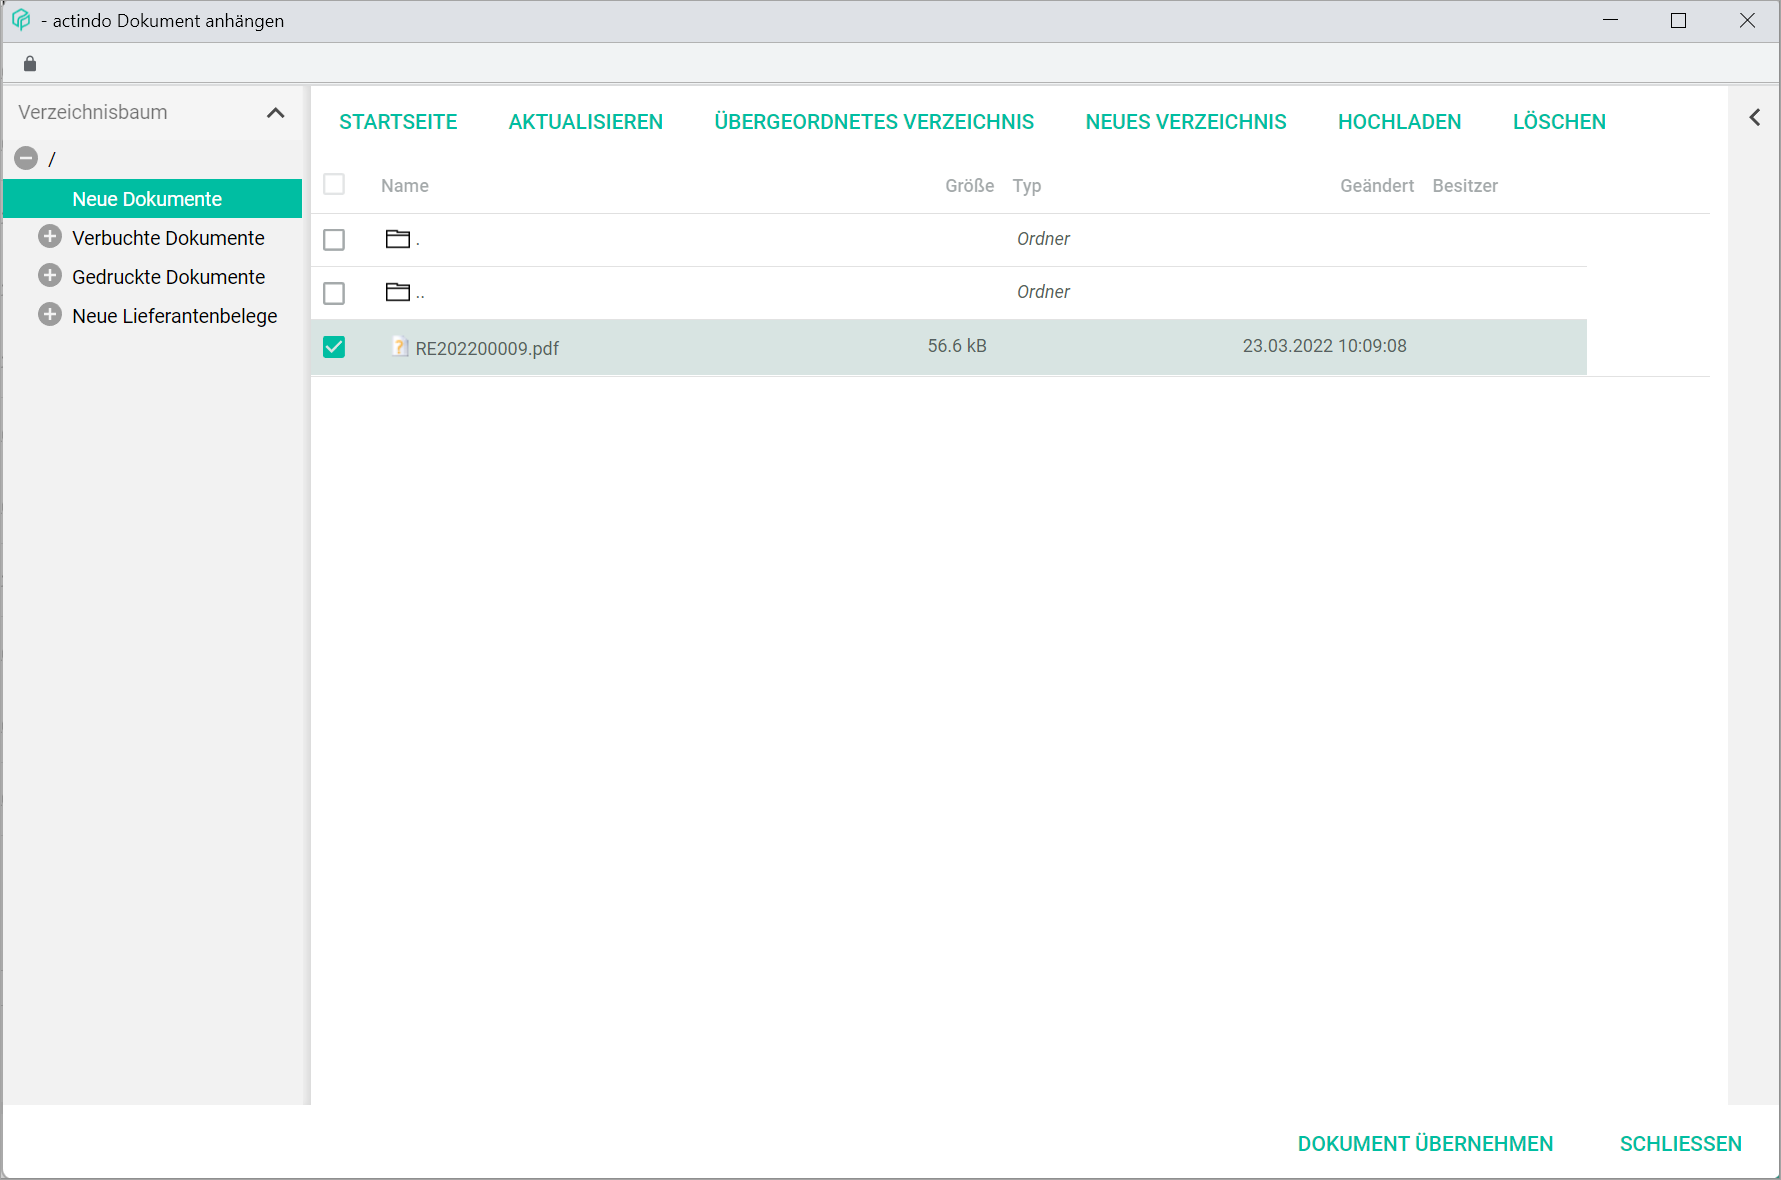 - actindo Dokument anhängen
Verzeichnisbaum
/
Neue Dokumente
Verbuchte Dokumente
Gedruckte Dokumente
Neue Lieferantenbelege
STARTSEITE AKTUALISIEREN ÜBERGEORDNETES VERZEICHNIS NEUES VERZEICHNIS HOCHLADEN LÖSCHEN
Name Größe Typ Geändert Besitzer
. Ordner
.. Ordner
RE202200009.pdf 56.6 kB 23.03.2022 10:09:08
DOKUMENT ÜBERNEHMEN SCHLIESSEN